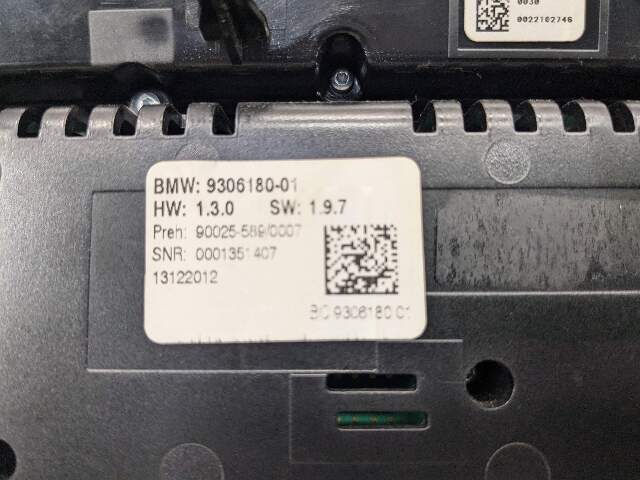 0030
0022102746
BMW: 9306180-01
HW: 1.3.0 SW: 1.9.7
Preh: 90025-589/0007
SNR: 0001351407
13122012
BC 9306180 01